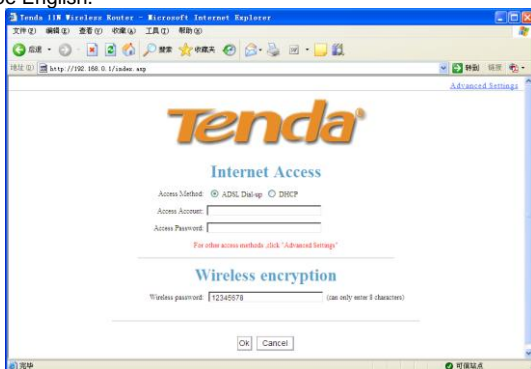 be English.
Tenda 11N Wireless Router - Microsoft Internet Explorer
文件(F) 编辑(E) 查看(V) 收藏(A) 工具(T) 帮助(H)
后退 搜索 收藏夹
地址(D) http://192.168.0.1/index.asp 转到 链接
Advanced Settings
Tenda®
Internet Access
Access Method: ADSL Dial-up DHCP
Access Account:
Access Password:
For other access methods ,click "Advanced Settings"
Wireless encryption
Wireless password: 12345678 (can only enter 8 characters)
Ok Cancel
完毕 可信站点